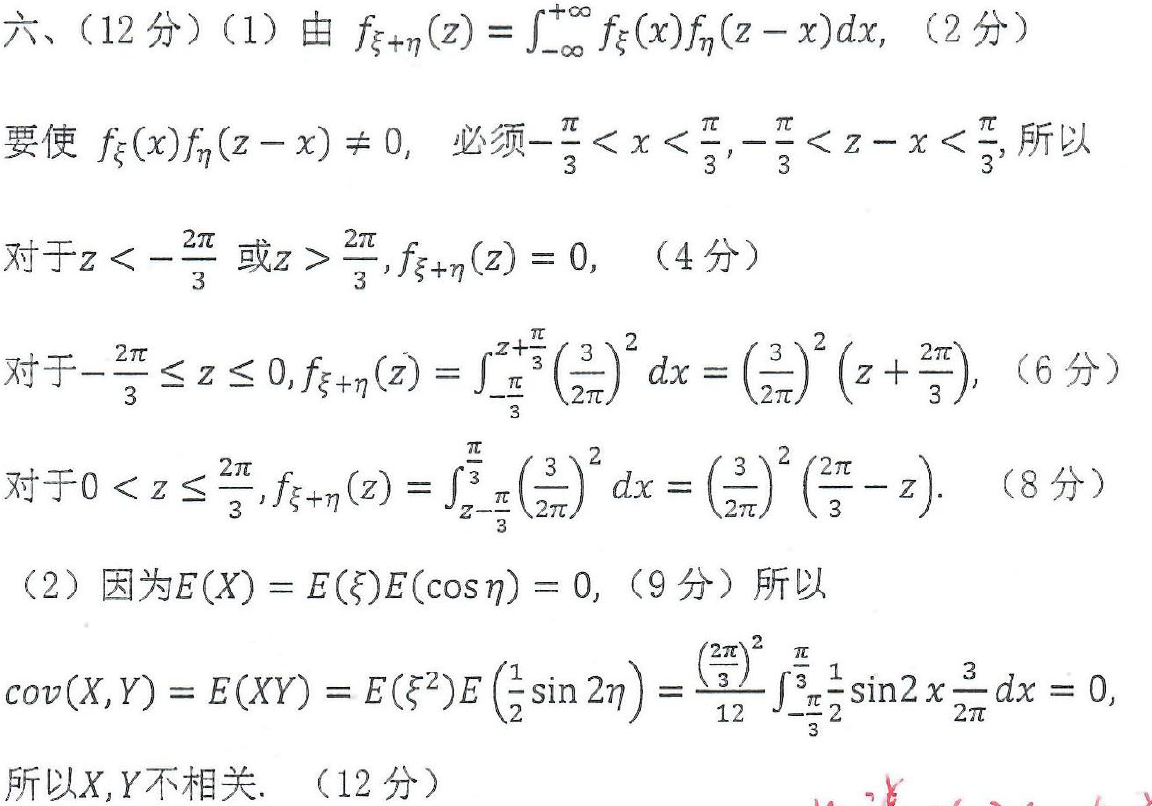 六、（12 分）（1）由 $f_{\xi+\eta}(z)=\int_{-\infty}^{+\infty} f_{\xi}(x)f_{\eta}(z-x)dx$, （2 分）
要使 $f_{\xi}(x)f_{\eta}(z-x)\neq 0$, 必须$-\frac{\pi}{3}<x<\frac{\pi}{3},-\frac{\pi}{3}<z-x<\frac{\pi}{3}$, 所以
对于$z<-\frac{2\pi}{3}$ 或$z>\frac{2\pi}{3},f_{\xi+\eta}(z)=0$, （4 分）
对于$-\frac{2\pi}{3}\leq z\leq 0,f_{\xi+\eta}(z)=\int_{-\frac{\pi}{3}}^{z+\frac{\pi}{3}}\left(\frac{3}{2\pi}\right)^2 dx=\left(\frac{3}{2\pi}\right)^2\left(z+\frac{2\pi}{3}\right)$, （6 分）
对于$0<z\leq\frac{2\pi}{3},f_{\xi+\eta}(z)=\int_{z-\frac{\pi}{3}}^{\frac{\pi}{3}}\left(\frac{3}{2\pi}\right)^2 dx=\left(\frac{3}{2\pi}\right)^2\left(\frac{2\pi}{3}-z\right)$. （8 分）
（2）因为$E(X)=E(\xi)E(\cos\eta)=0$,（9 分）所以
$cov(X,Y)=E(XY)=E(\xi^2)E\left(\frac{1}{2}\sin 2\eta\right)=\frac{\left(\frac{2\pi}{3}\right)^2}{12}\int_{-\frac{\pi}{3}}^{\frac{\pi}{3}}\frac{1}{2}\sin 2x\frac{3}{2\pi}dx=0$,
所以$X,Y$不相关. （12 分）